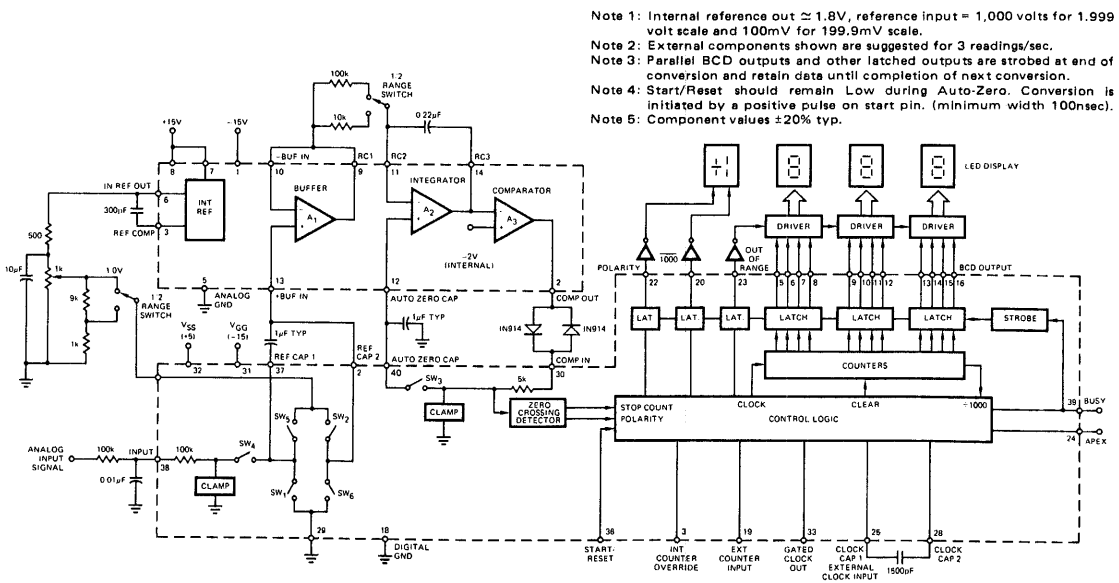 Note 1: Internal reference out ≃ 1.8V, reference input = 1,000 volts for 1.999
volt scale and 100mV for 199.9mV scale.
Note 2: External components shown are suggested for 3 readings/sec.
Note 3: Parallel BCD outputs and other latched outputs are strobed at end of
conversion and retain data until completion of next conversion.
Note 4: Start/Reset should remain Low during Auto-Zero. Conversion is
initiated by a positive pulse on start pin. (minimum width 100nsec).
Note 5: Component values ±20% typ.
100k
1.2
RANGE
SWITCH
10k
0.22μF
+15V
-15V
8
7
1
-BUF IN
10
RC1
9
RC2
11
RC3
14
±1
8
8
8
LED DISPLAY
IN REF OUT
6
INT
REF
300μF
REF COMP
3
BUFFER
A1
INTEGRATOR
A2
COMPARATOR
A3
-2V
(INTERNAL)
DRIVER
DRIVER
DRIVER
500
10μF
1k
1.0V
9k
1k
1.2
RANGE
SWITCH
5
ANALOG
GND
13
+BUF IN
12
AUTO ZERO CAP
2
COMP OUT
POLARITY
22
1000
20
OUT
OF
RANGE
23
5
6
7
8
9
10
11
12
13
14
15
16
BCD OUTPUT
VSS
(+5)
32
VGG
(-15)
31
1μF TYP
REF CAP 1
37
REF
CAP 2
2
1μF TYP
AUTO ZERO CAP
40
IN914
IN914
COMP IN
30
LAT.
LAT.
LAT.
LATCH
LATCH
LATCH
STROBE
COUNTERS
SW3
5k
CLAMP
ZERO
CROSSING
DETECTOR
STOP COUNT
POLARITY
CLOCK
CLEAR
÷1000
CONTROL LOGIC
39
BUSY
24
APEX
ANALOG
INPUT
SIGNAL
100k
INPUT
38
0.01μF
100k
CLAMP
SW4
SW5
SW2
SW1
SW6
29
18
DIGITAL
GND
36
START-
RESET
3
INT
COUNTER
OVERRIDE
19
EXT
COUNTER
INPUT
33
GATED
CLOCK
OUT
25
CLOCK
CAP 1
EXTERNAL
CLOCK INPUT
1500pF
28
CLOCK
CAP 2